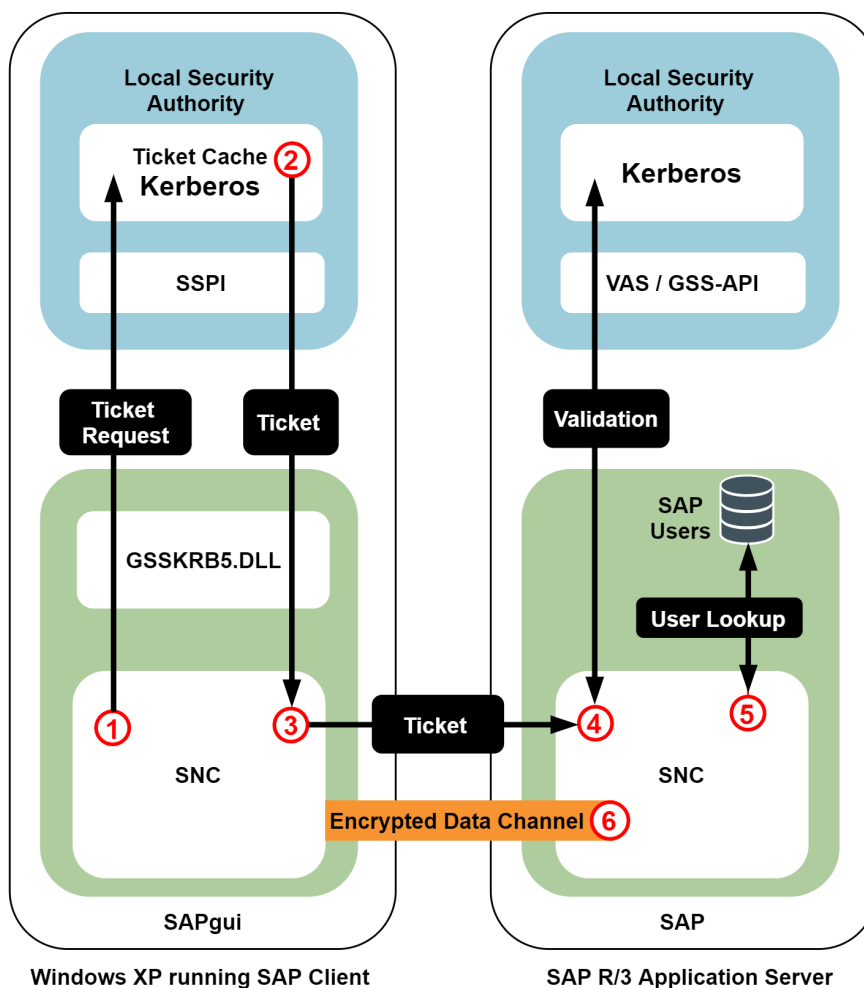 Local Security
Authority
Ticket Cache
2
Kerberos
SSPI
Ticket
Request
Ticket
GSSKRB5.DLL
1
3
SNC
SAPgui
Windows XP running SAP Client
Ticket
Encrypted Data Channel
6
Local Security
Authority
Kerberos
VAS / GSS-API
Validation
SAP
Users
User Lookup
4
5
SNC
SAP
SAP R/3 Application Server